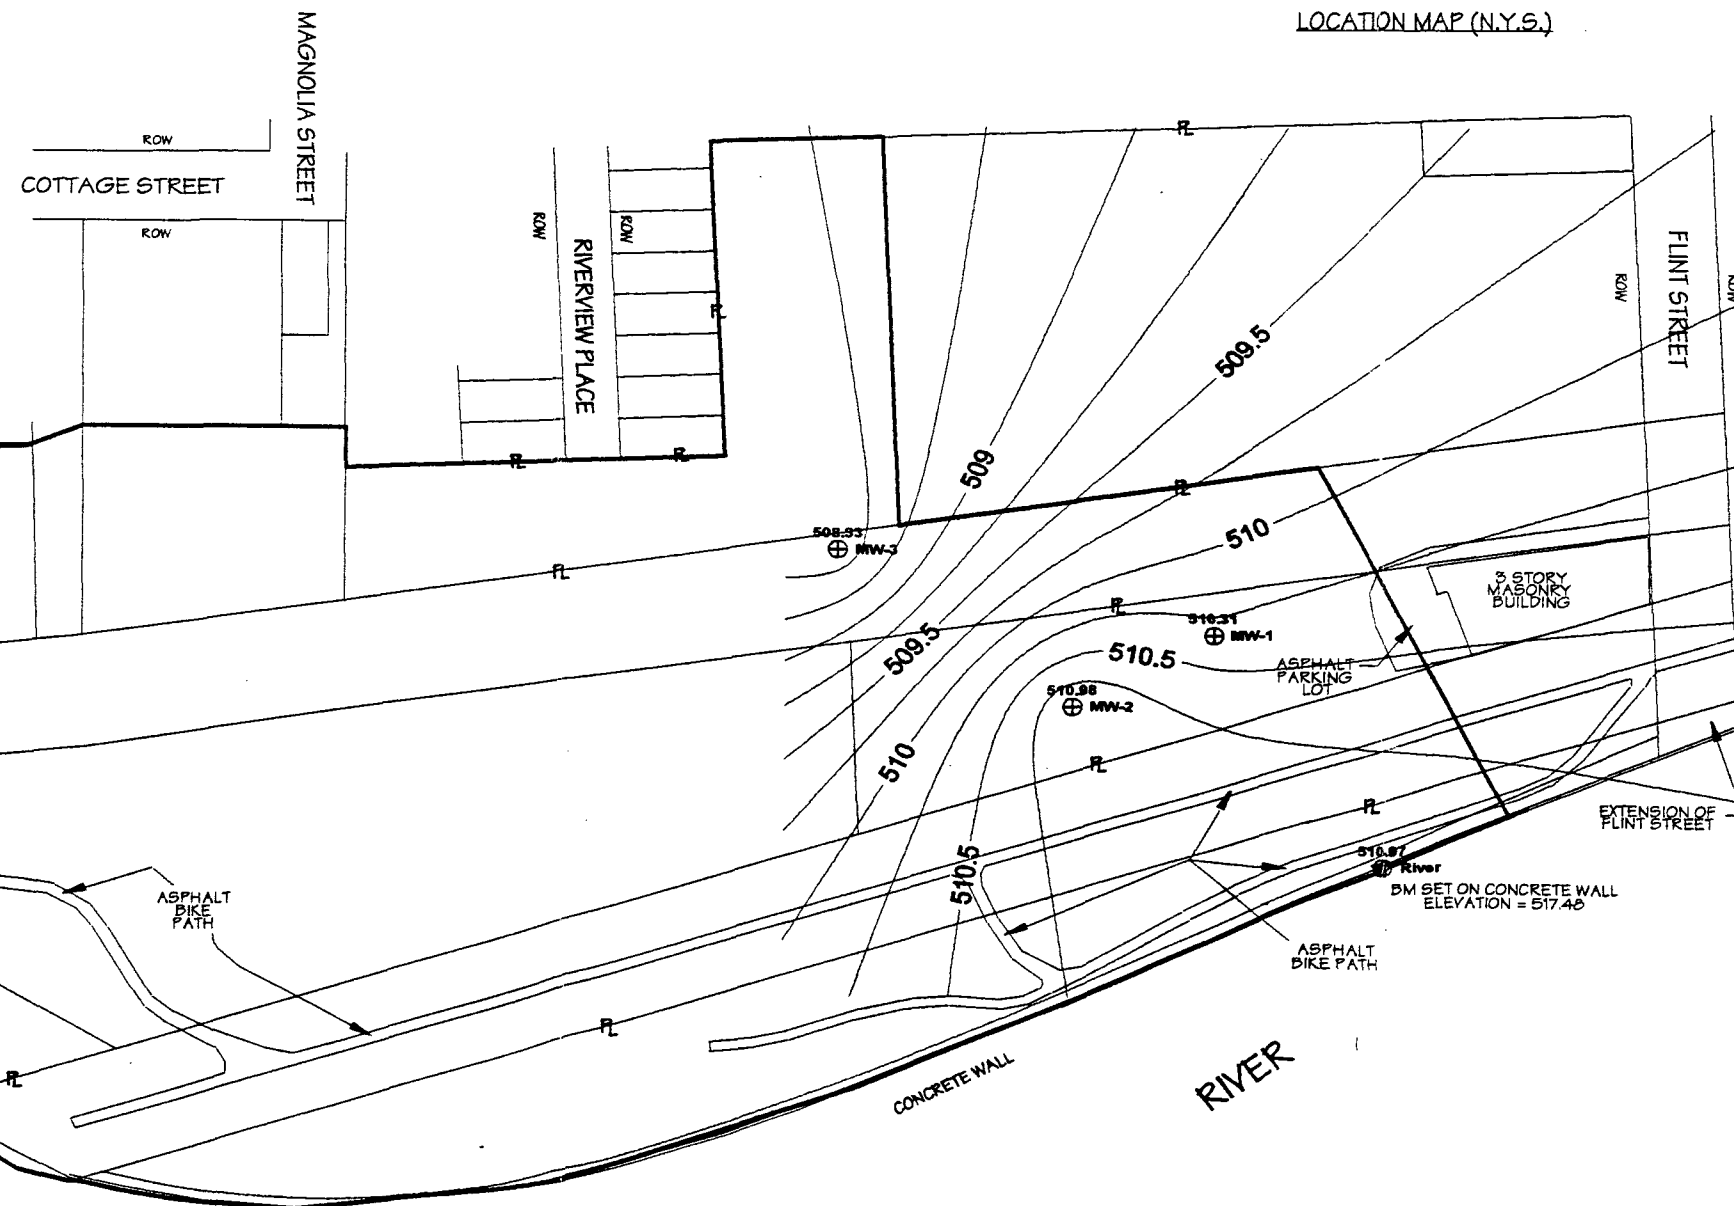 LOCATION MAP (N.Y.S.)
MAGNOLIA STREET
ROW
COTTAGE STREET
ROW
ROW
RIVERVIEW PLACE
ROW
PL
PL
PL
PL
FLINT STREET
ROW
ROW
509.5
509
PL
510
508.93
MW-3
PL
PL
3 STORY
MASONRY
BUILDING
510.31
MW-1
509.5
510.5
ASPHALT
PARKING
LOT
510.98
MW-2
510
PL
PL
EXTENSION OF
FLINT STREET
510.5
510.97
River
BM SET ON CONCRETE WALL
ELEVATION = 517.48
ASPHALT
BIKE
PATH
ASPHALT
BIKE PATH
PL
PL
CONCRETE WALL
RIVER